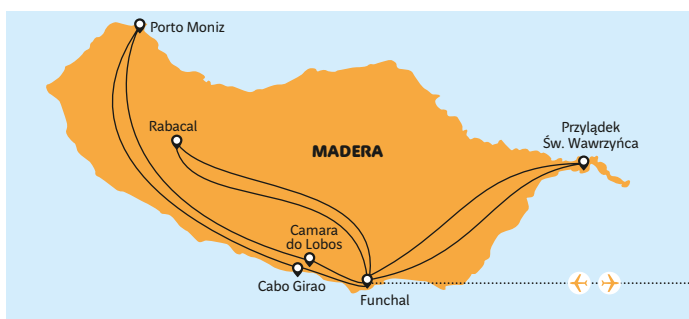 Porto Moniz
Rabacal
MADERA
Przylądek
Św. Wawrzyńca
Camara
do Lobos
Cabo Girao
Funchal